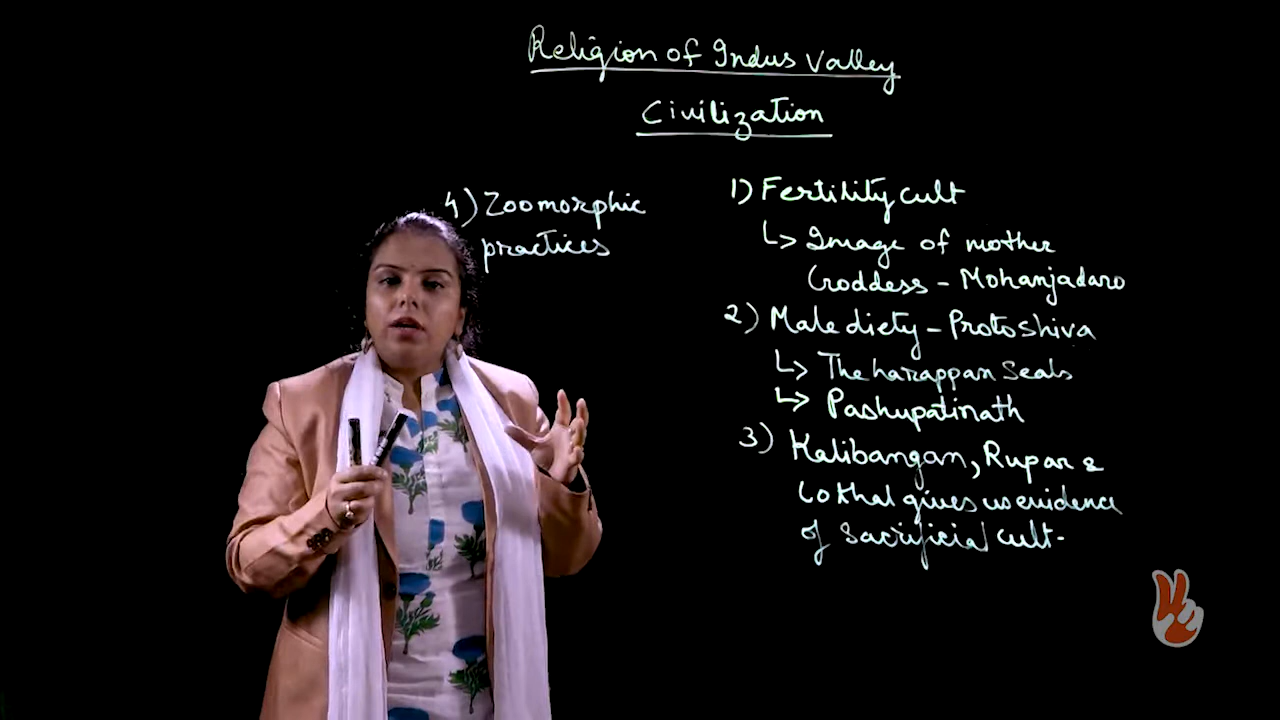 Religion of Indus Valley
Civilization
1) Fertility cult
↳ Image of mother
Goddess - Mohanjadaro
2) Male diety - Protoshiva
↳ The harappan Seals
↳ Pashupatinath
3) Kalibangan, Rupar &
Lothal gives us evidence
of Sacrificial cult.
4) Zoomorphic
practices